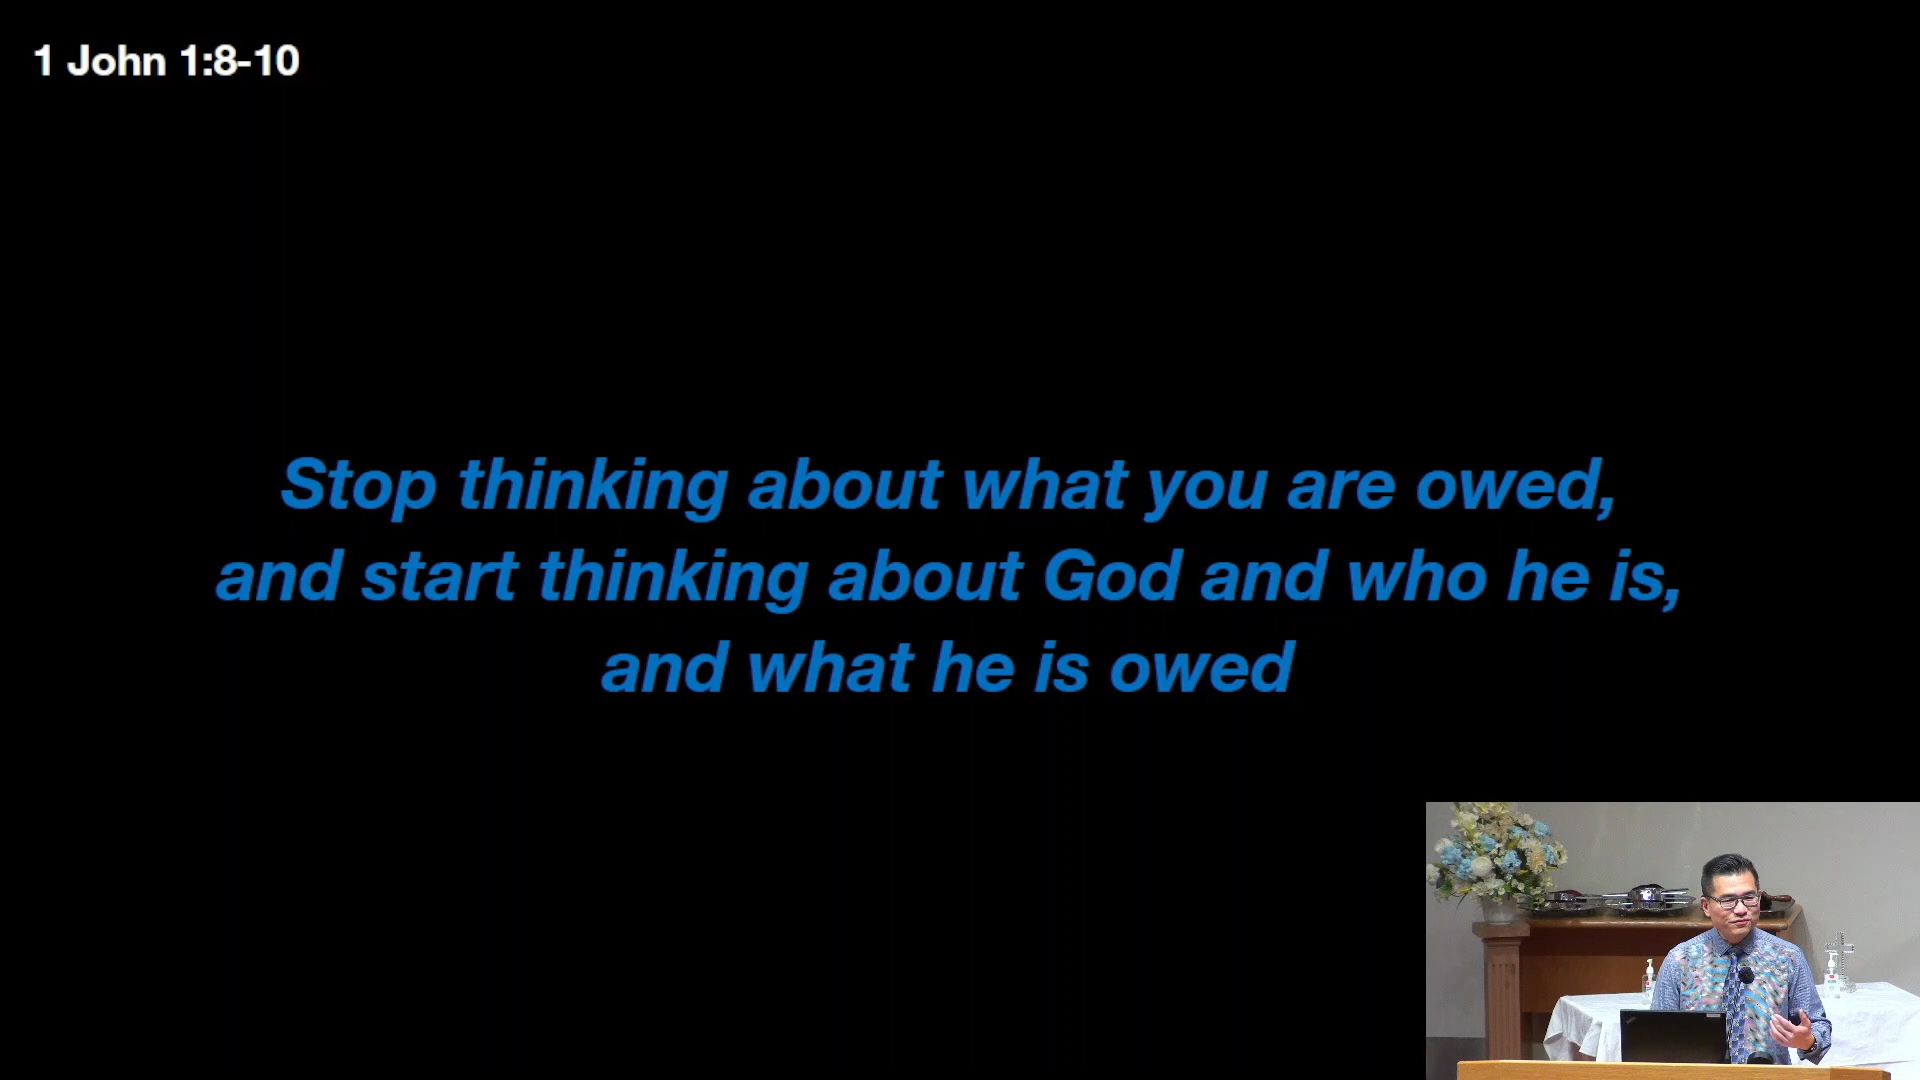 1 John 1:8-10
Stop thinking about what you are owed,
and start thinking about God and who he is,
and what he is owed